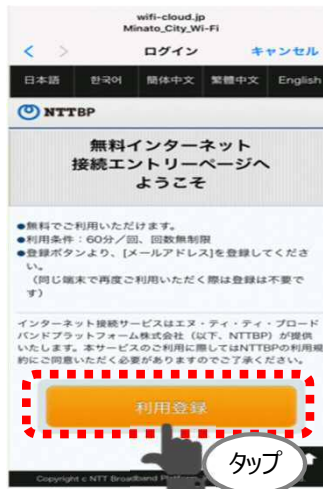 wifi-cloud.jp
Minato_City_Wi-Fi
ログイン
キャンセル
日本語 한국어 簡体中文 繁體中文 English
NTTBP
無料インターネット
接続エントリーページへ
ようこそ
●無料でご利用いただけます。
●利用条件：60分／回、回数無制限
●登録ボタンより、[メールアドレス]を登録してくださ
い。
（同じ端末で再度ご利用いただく際は登録は不要で
す）
インターネット接続サービスはエヌ・ティ・ティ・ブロード
バンドプラットフォーム株式会社（以下、NTTBP）が提供
いたします。本サービスのご利用に際してはNTTBPの利用規
約にご同意いただく必要がありますのでご了承ください。
利用登録
タップ
Copyright c NTT Broadband